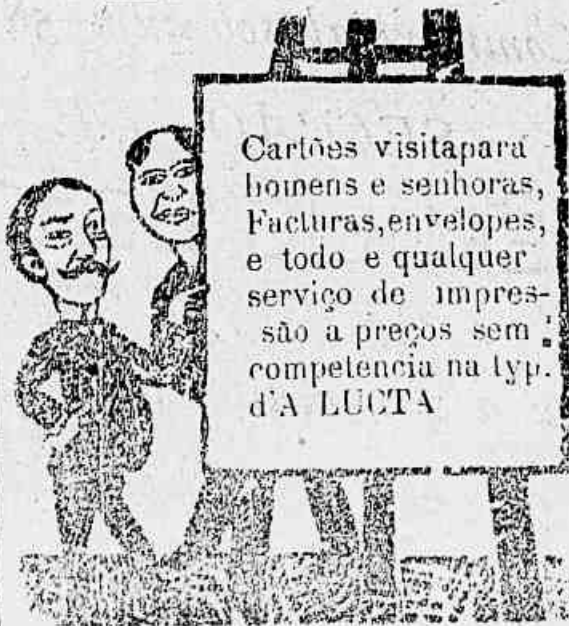 Cartões visitapara
homens e senhoras,
Facturas,envelopes,
e todo e qualquer
serviço de impres-
são a preços sem
competencia na typ.
d'A LUCTA